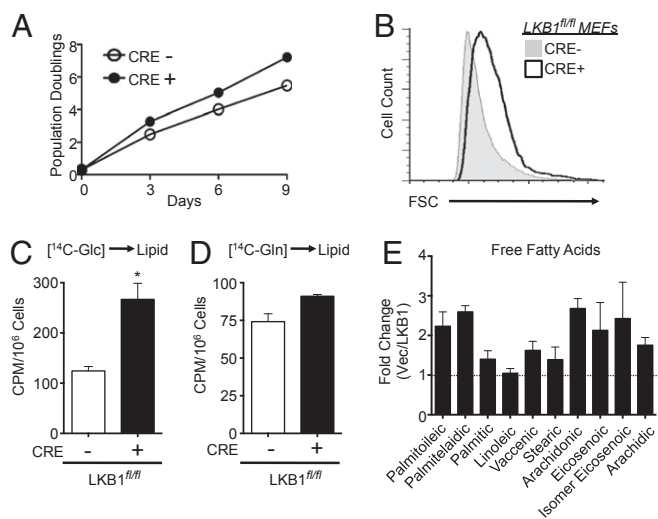 A
Population Doublings
8
6
4
2
0
CRE -
CRE +
0 3 6 9
Days
B
Cell Count
FSC
LKB1fl/fl MEFs
CRE-
CRE+
C
[14C-Glc] → Lipid
CPM/10⁶ Cells
300
200
100
0
*
CRE - +
LKB1fl/fl
D
[14C-Gln] → Lipid
CPM/10⁶ Cells
100
75
50
25
0
CRE - +
LKB1fl/fl
E
Free Fatty Acids
Fold Change
(Vec/LKB1)
4
3
2
1
0
Palmitoileic
Palmitelaidic
Palmitic
Linoleic
Vaccenic
Stearic
Arachidonic
Eicosenoic
Isomer Eicosenoic
Arachidic